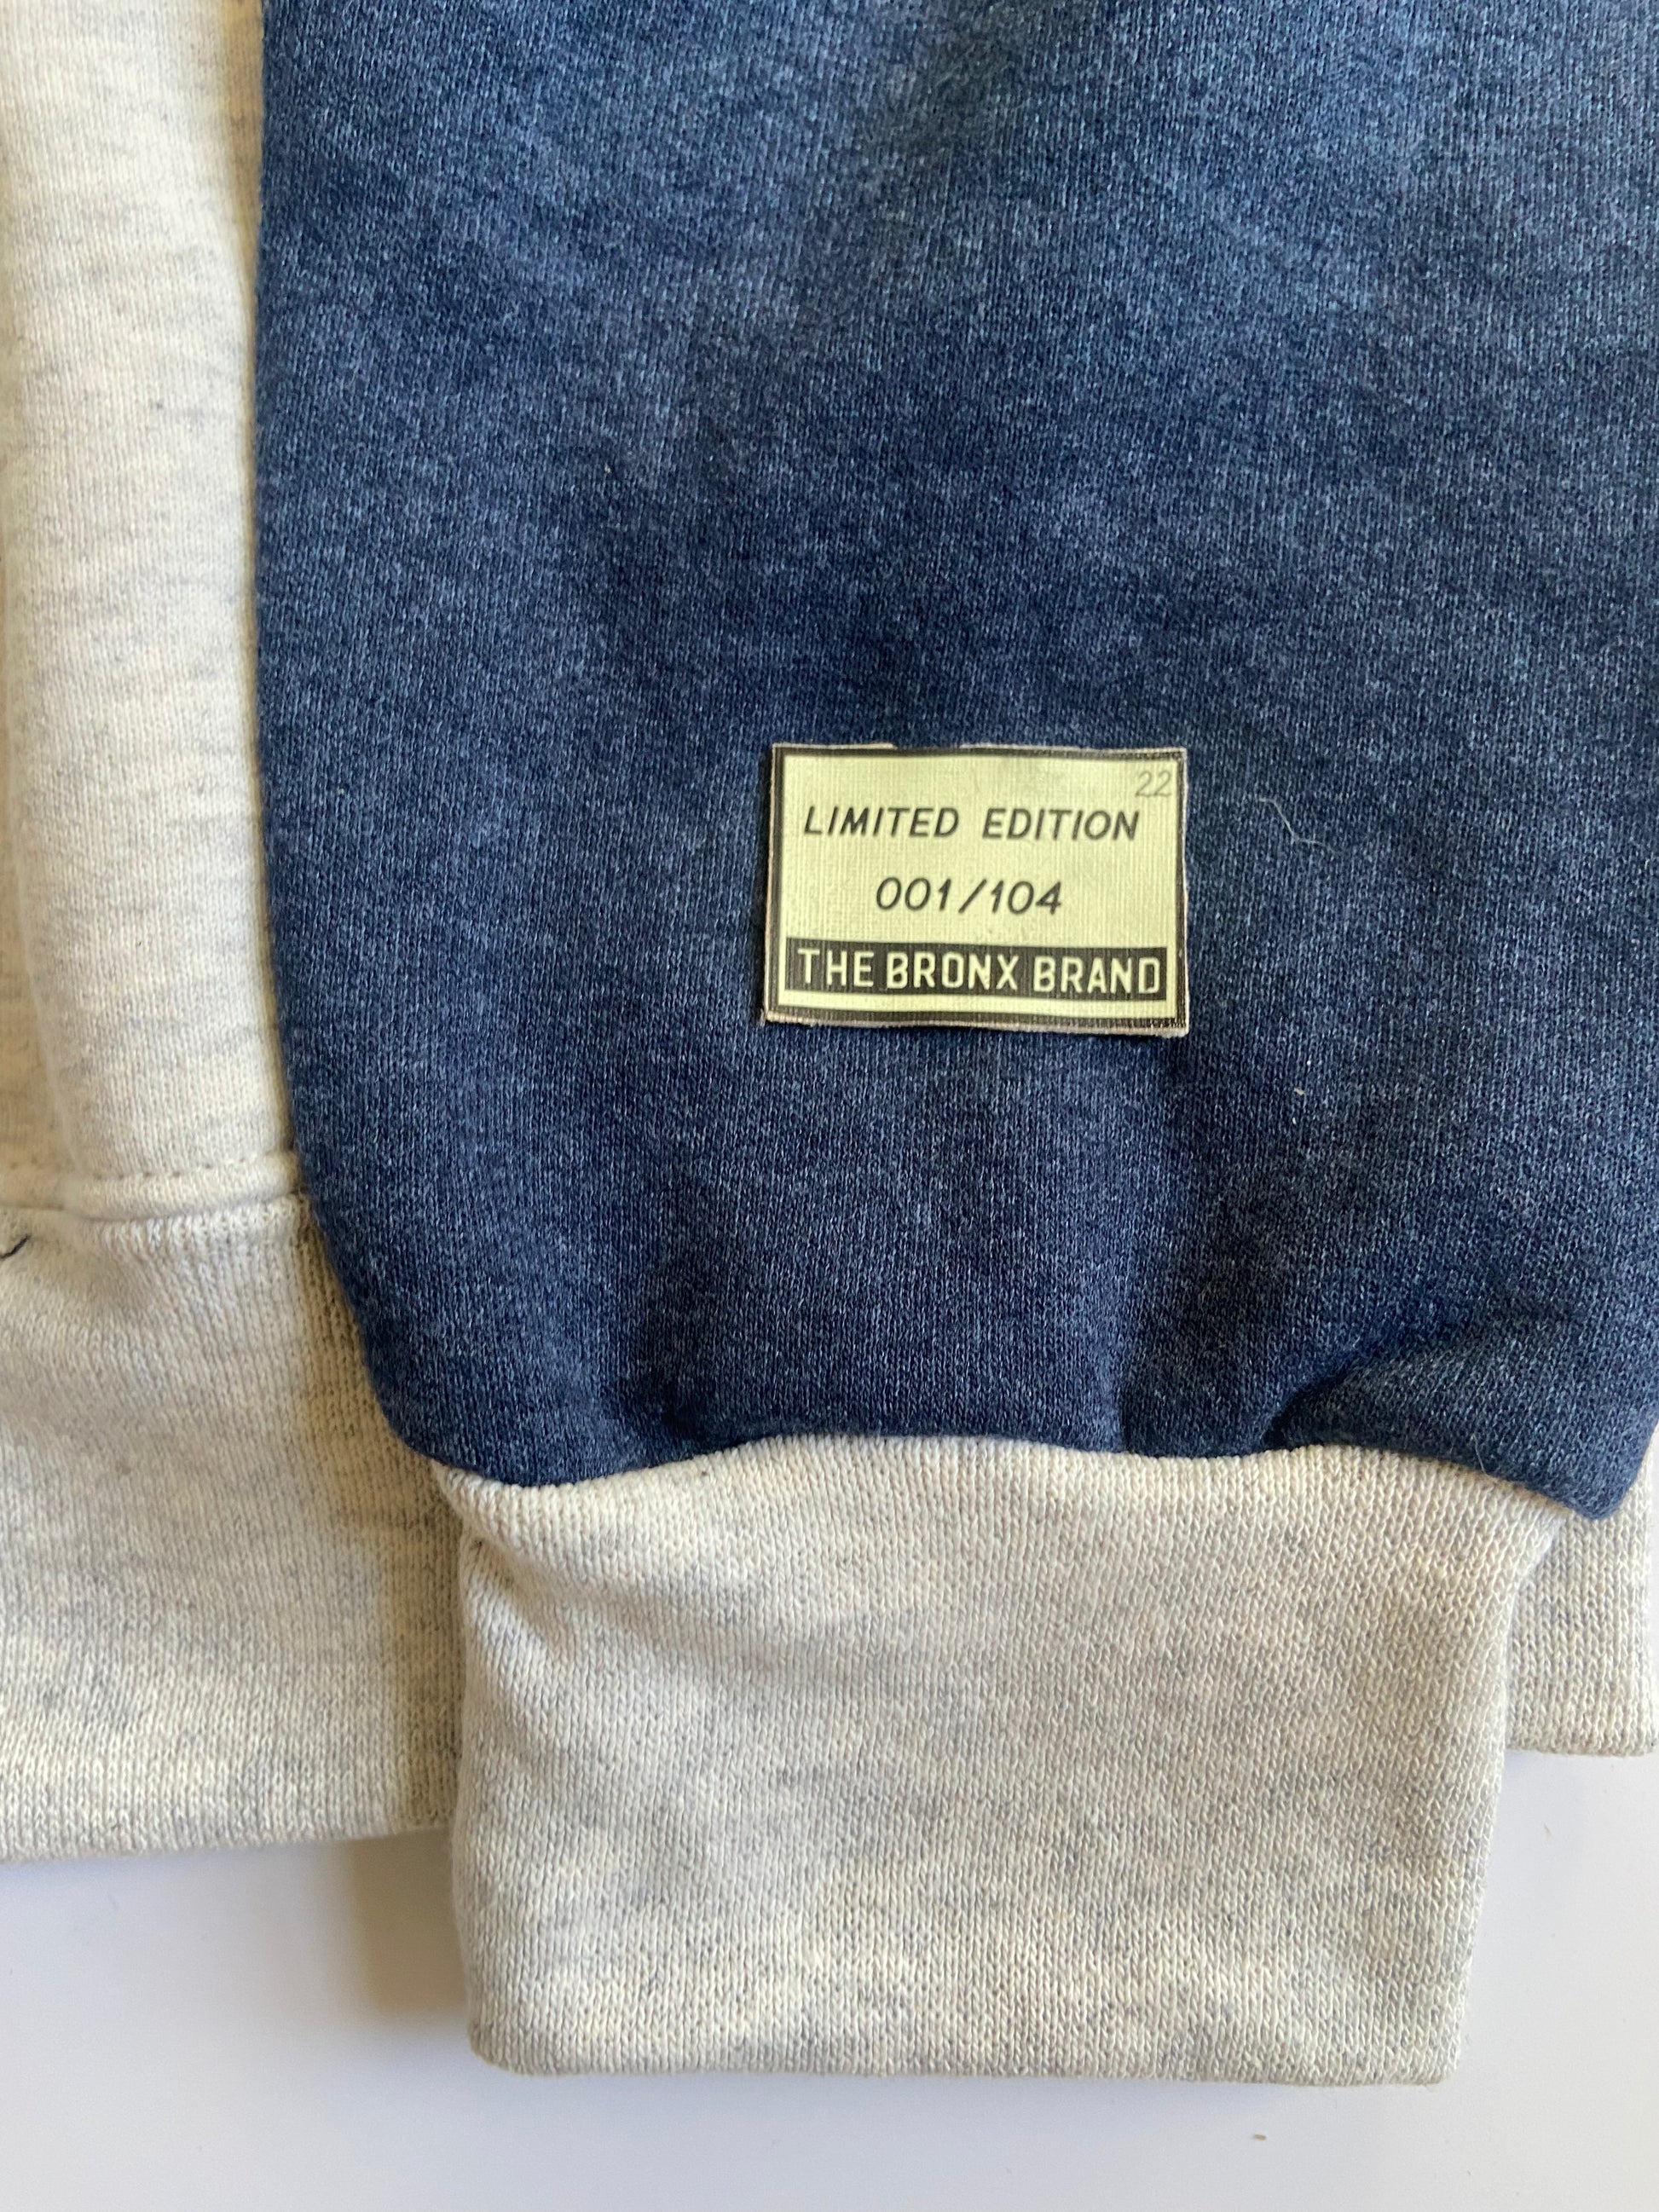 22
LIMITED EDITION
001/104
THE BRONX BRAND